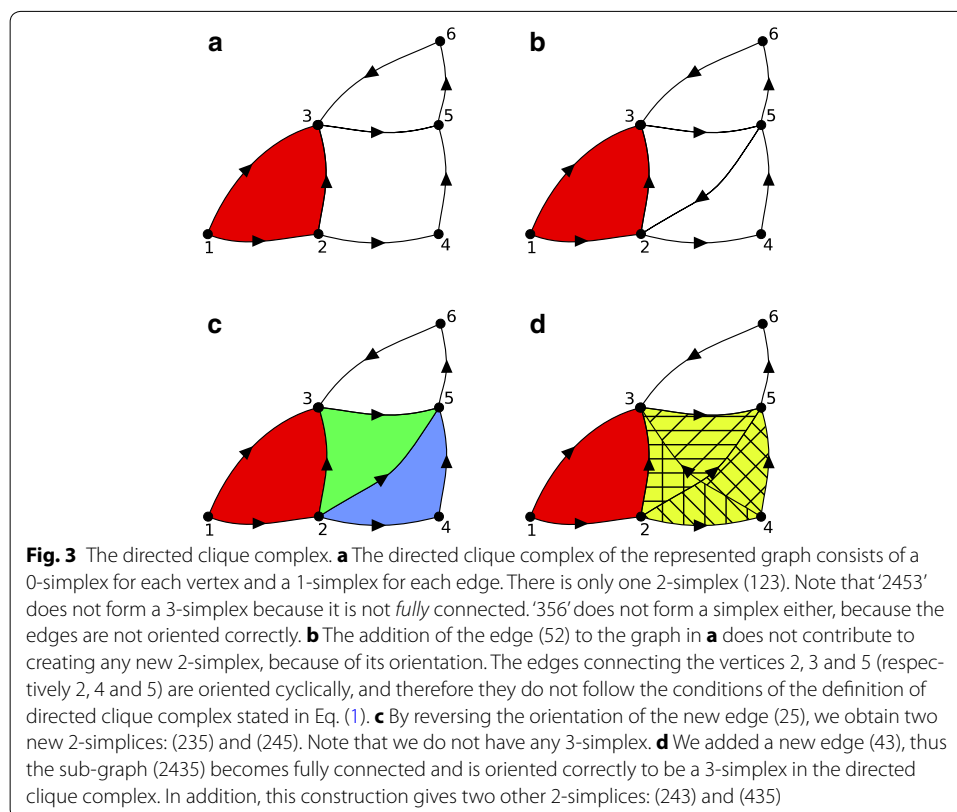 a
b
6
6
3
5
3
5
1
2
4
1
2
4
c
d
6
6
3
5
3
5
1
2
4
1
2
4
Fig. 3 The directed clique complex. a The directed clique complex of the represented graph consists of a
0-simplex for each vertex and a 1-simplex for each edge. There is only one 2-simplex (123). Note that ‘2453’
does not form a 3-simplex because it is not fully connected. ‘356’ does not form a simplex either, because the
edges are not oriented correctly. b The addition of the edge (52) to the graph in a does not contribute to
creating any new 2-simplex, because of its orientation. The edges connecting the vertices 2, 3 and 5 (respec-
tively 2, 4 and 5) are oriented cyclically, and therefore they do not follow the conditions of the definition of
directed clique complex stated in Eq. (1). c By reversing the orientation of the new edge (25), we obtain two
new 2-simplices: (235) and (245). Note that we do not have any 3-simplex. d We added a new edge (43), thus
the sub-graph (2435) becomes fully connected and is oriented correctly to be a 3-simplex in the directed
clique complex. In addition, this construction gives two other 2-simplices: (243) and (435)